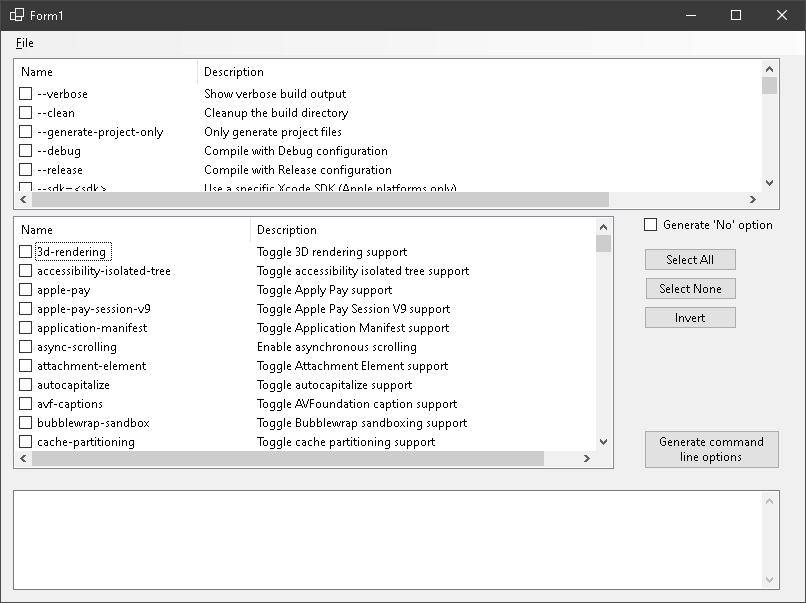 Form1
File
Name Description
--verbose Show verbose build output
--clean Cleanup the build directory
--generate-project-only Only generate project files
--debug Compile with Debug configuration
--release Compile with Release configuration
--sdk=<sdk> Use a specific Xcode SDK (Apple platforms only)
Name Description
3d-rendering Toggle 3D rendering support
accessibility-isolated-tree Toggle accessibility isolated tree support
apple-pay Toggle Apply Pay support
apple-pay-session-v9 Toggle Apple Pay Session V9 support
application-manifest Toggle Application Manifest support
async-scrolling Enable asynchronous scrolling
attachment-element Toggle Attachment Element support
autocapitalize Toggle autocapitalize support
avf-captions Toggle AVFoundation caption support
bubblewrap-sandbox Toggle Bubblewrap sandboxing support
cache-partitioning Toggle cache partitioning support
Generate 'No' option
Select All
Select None
Invert
Generate command
line options